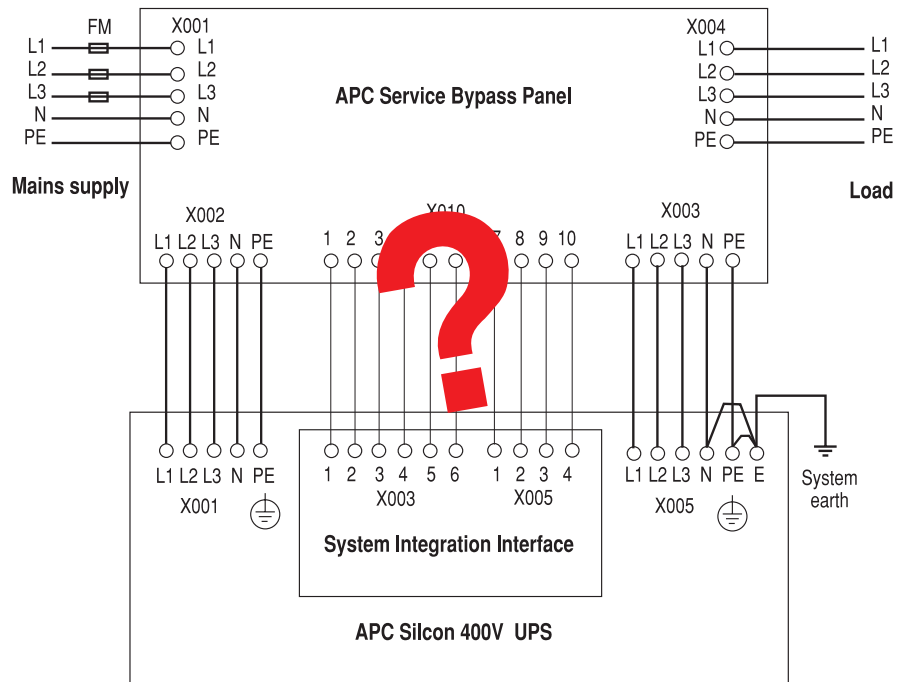 FM X001 X004
L1 L1 L1 L1
L2 L2 L2 L2
L3 L3 L3 L3
APC Service Bypass Panel
N N N N
PE PE PE PE
Mains supply Load
X002 X010 X003
L1 L2 L3 N PE 1 2 3 7 8 9 10 L1 L2 L3 N PE
L1 L2 L3 N PE 1 2 3 4 5 6 1 2 3 4 L1 L2 L3 N PE E
X001 X003 X005 X005 System
earth
System Integration Interface
APC Silcon 400V UPS
?